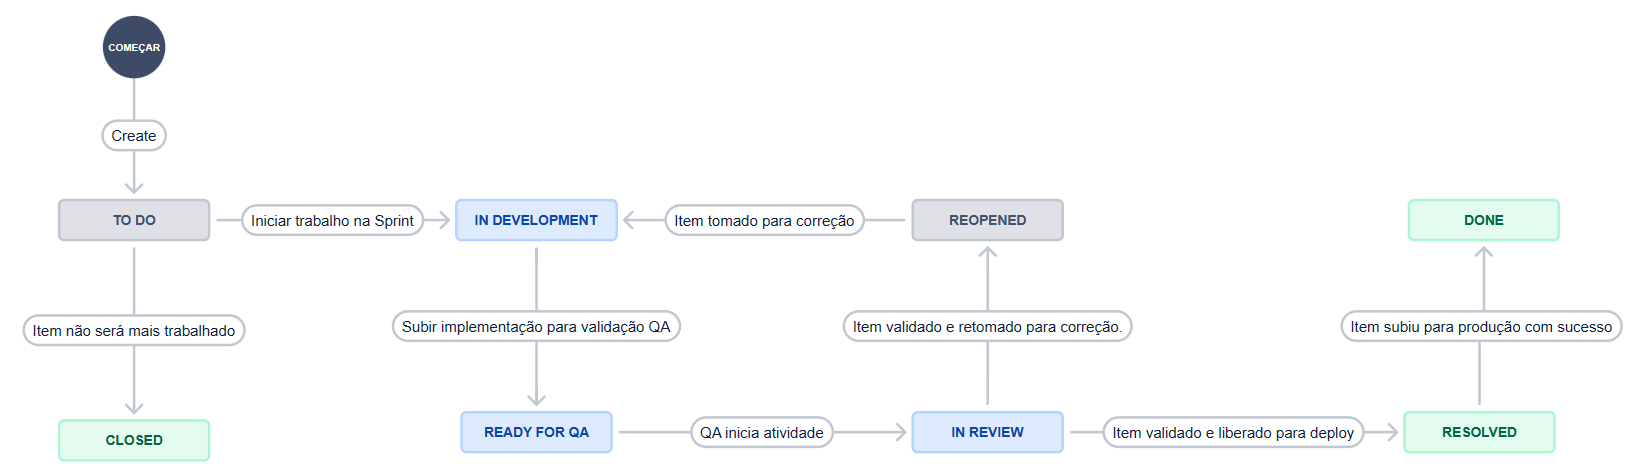 COMEÇAR
Create
TO DO
Iniciar trabalho na Sprint
IN DEVELOPMENT
Item tomado para correção
REOPENED
DONE
Item não será mais trabalhado
Subir implementação para validação QA
Item validado e retomado para correção.
Item subiu para produção com sucesso
CLOSED
READY FOR QA
QA inicia atividade
IN REVIEW
Item validado e liberado para deploy
RESOLVED